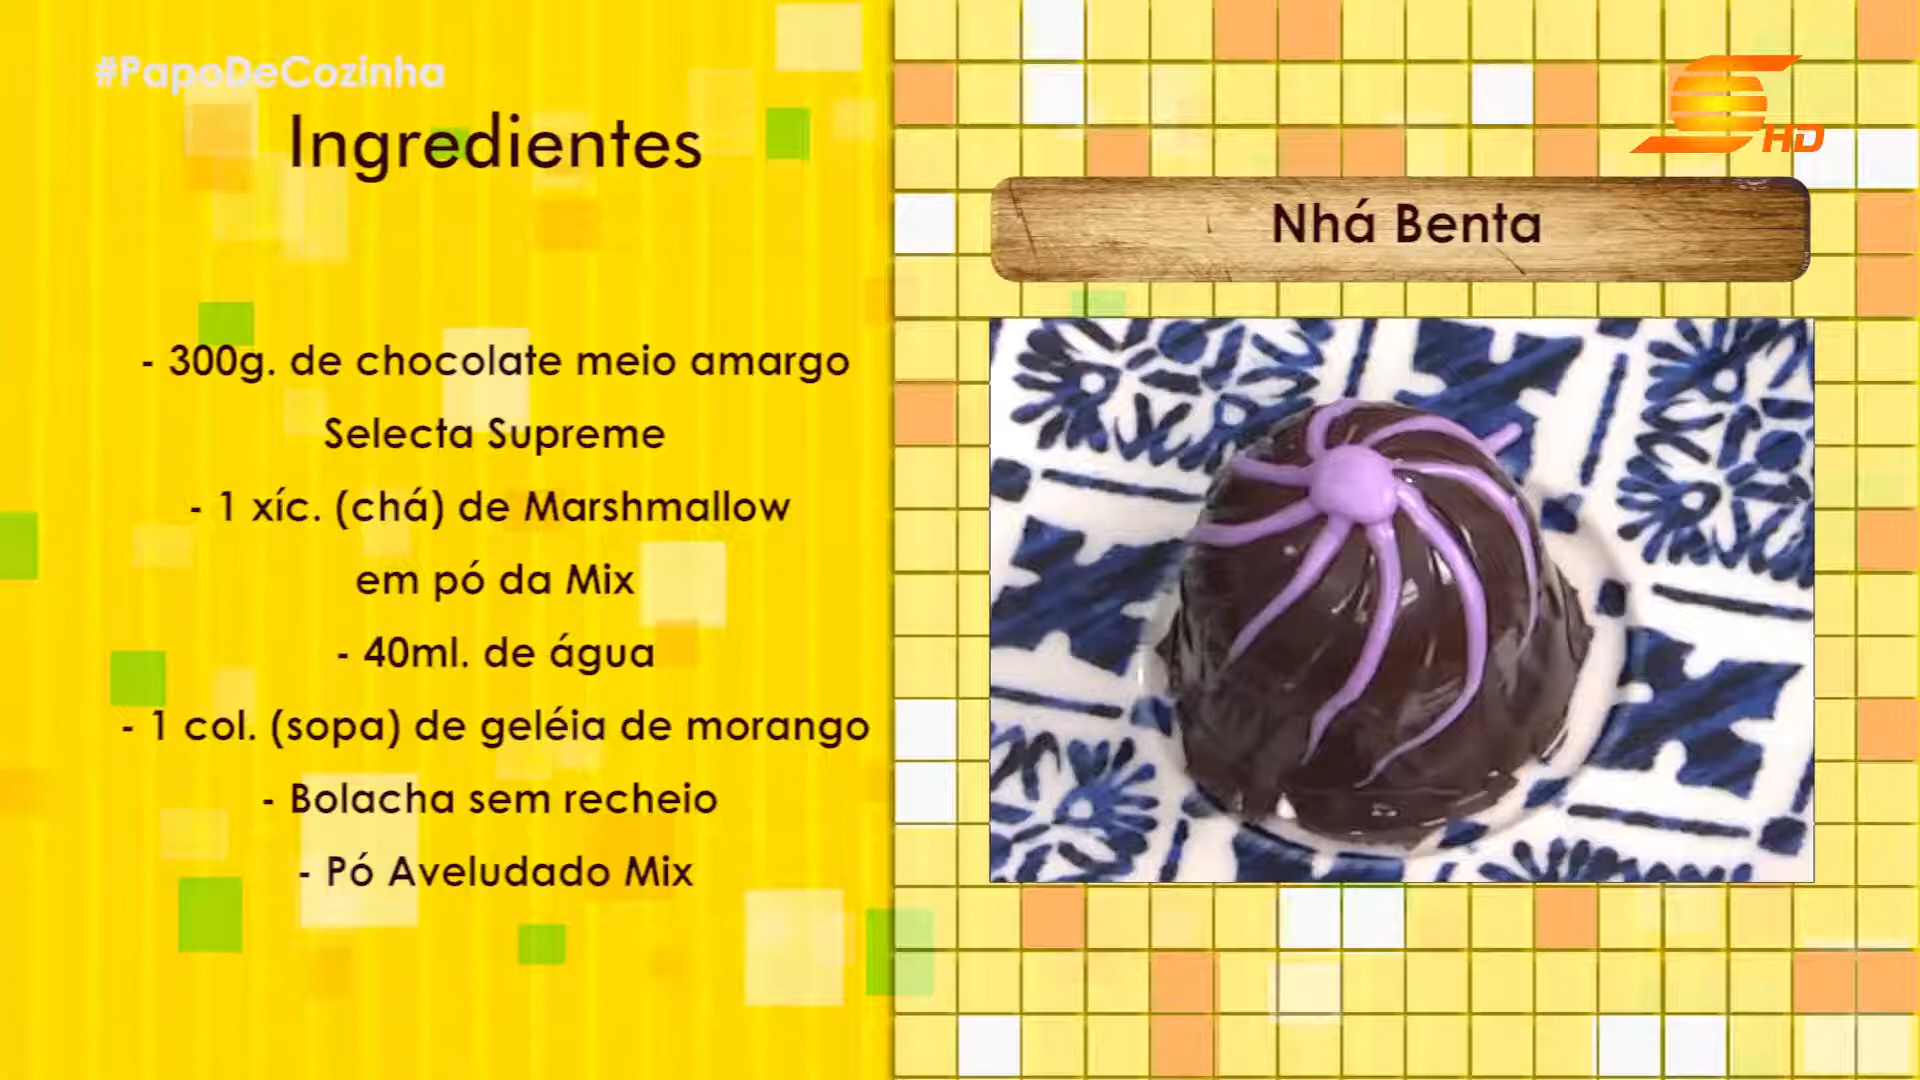 #PapoDeCozinha
Ingredientes
- 300g. de chocolate meio amargo
Selecta Supreme
- 1 xíc. (chá) de Marshmallow
em pó da Mix
- 40ml. de água
- 1 col. (sopa) de geléia de morango
- Bolacha sem recheio
- Pó Aveludado Mix
HD
Nhá Benta